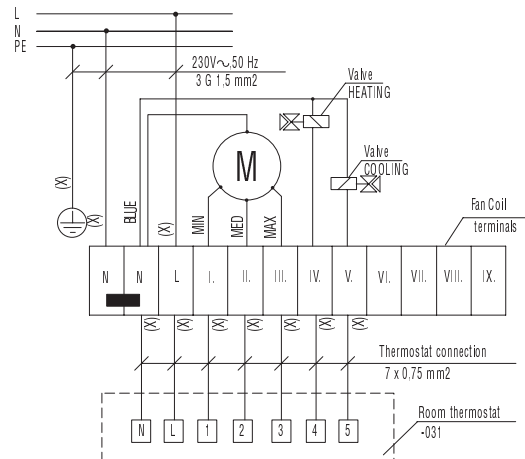 L
N
PE
230V~,50 Hz
3 G 1,5 mm2
Valve
HEATING
Valve
COOLING
M
(X)
(X)
BLUE
(X)
MIN
MED
MAX
Fan Coil
terminals
N N L I. II. III. IV. V. VI. VII. VIII. IX.
(X) (X) (X) (X) (X) (X) (X)
Thermostat connection
7 x 0,75 mm2
Room thermostat
-031
N L 1 2 3 4 5